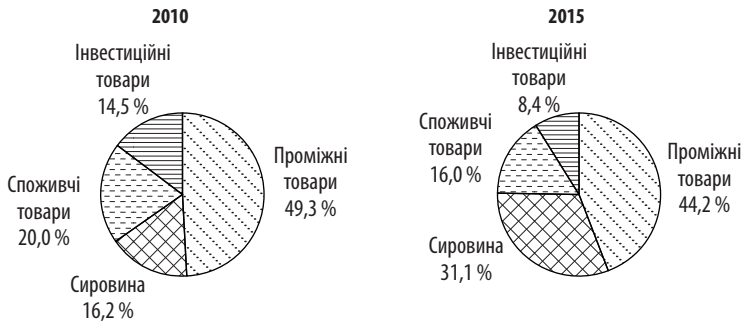 2010
Інвестиційні
товари
14,5 %
Споживчі
товари
20,0 %
Сировина
16,2 %
Проміжні
товари
49,3 %
2015
Інвестиційні
товари
8,4 %
Споживчі
товари
16,0 %
Сировина
31,1 %
Проміжні
товари
44,2 %